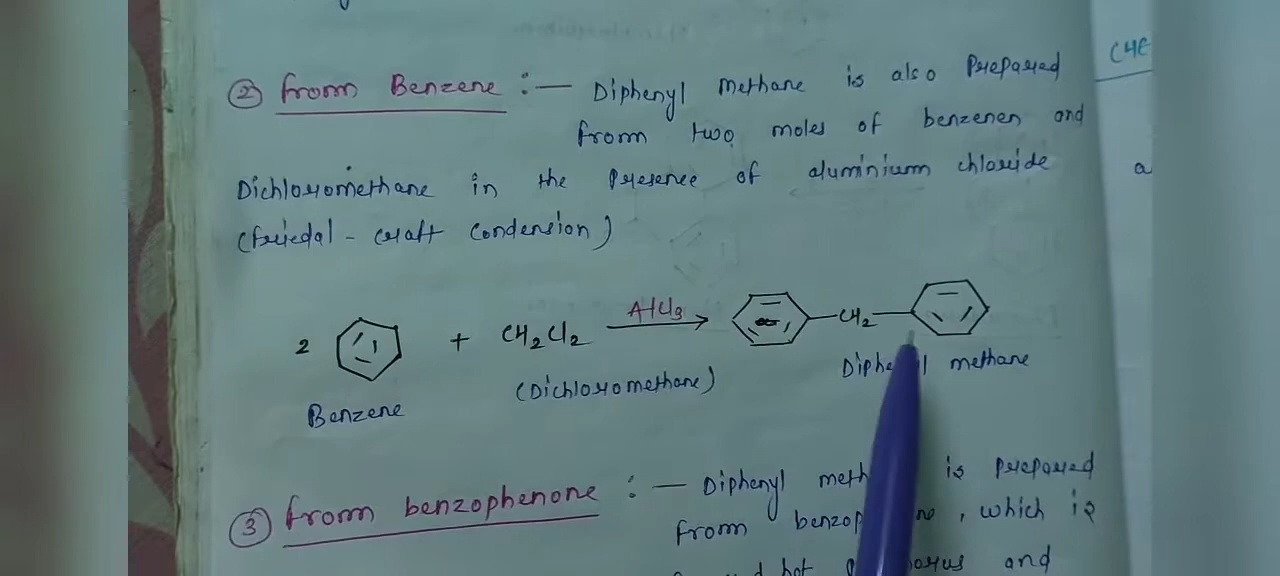 ② from Benzene :— Diphenyl methane is also prepared
from two moles of benzenen and
Dichloromethane in the presence of aluminium chloride
(friedal - craft condension)
2 + CH2Cl2 AlCl3 CH2
Benzene (Dichloromethane) methane
③ from benzophenone :— Diphenyl is prepared
from , which is
hot and